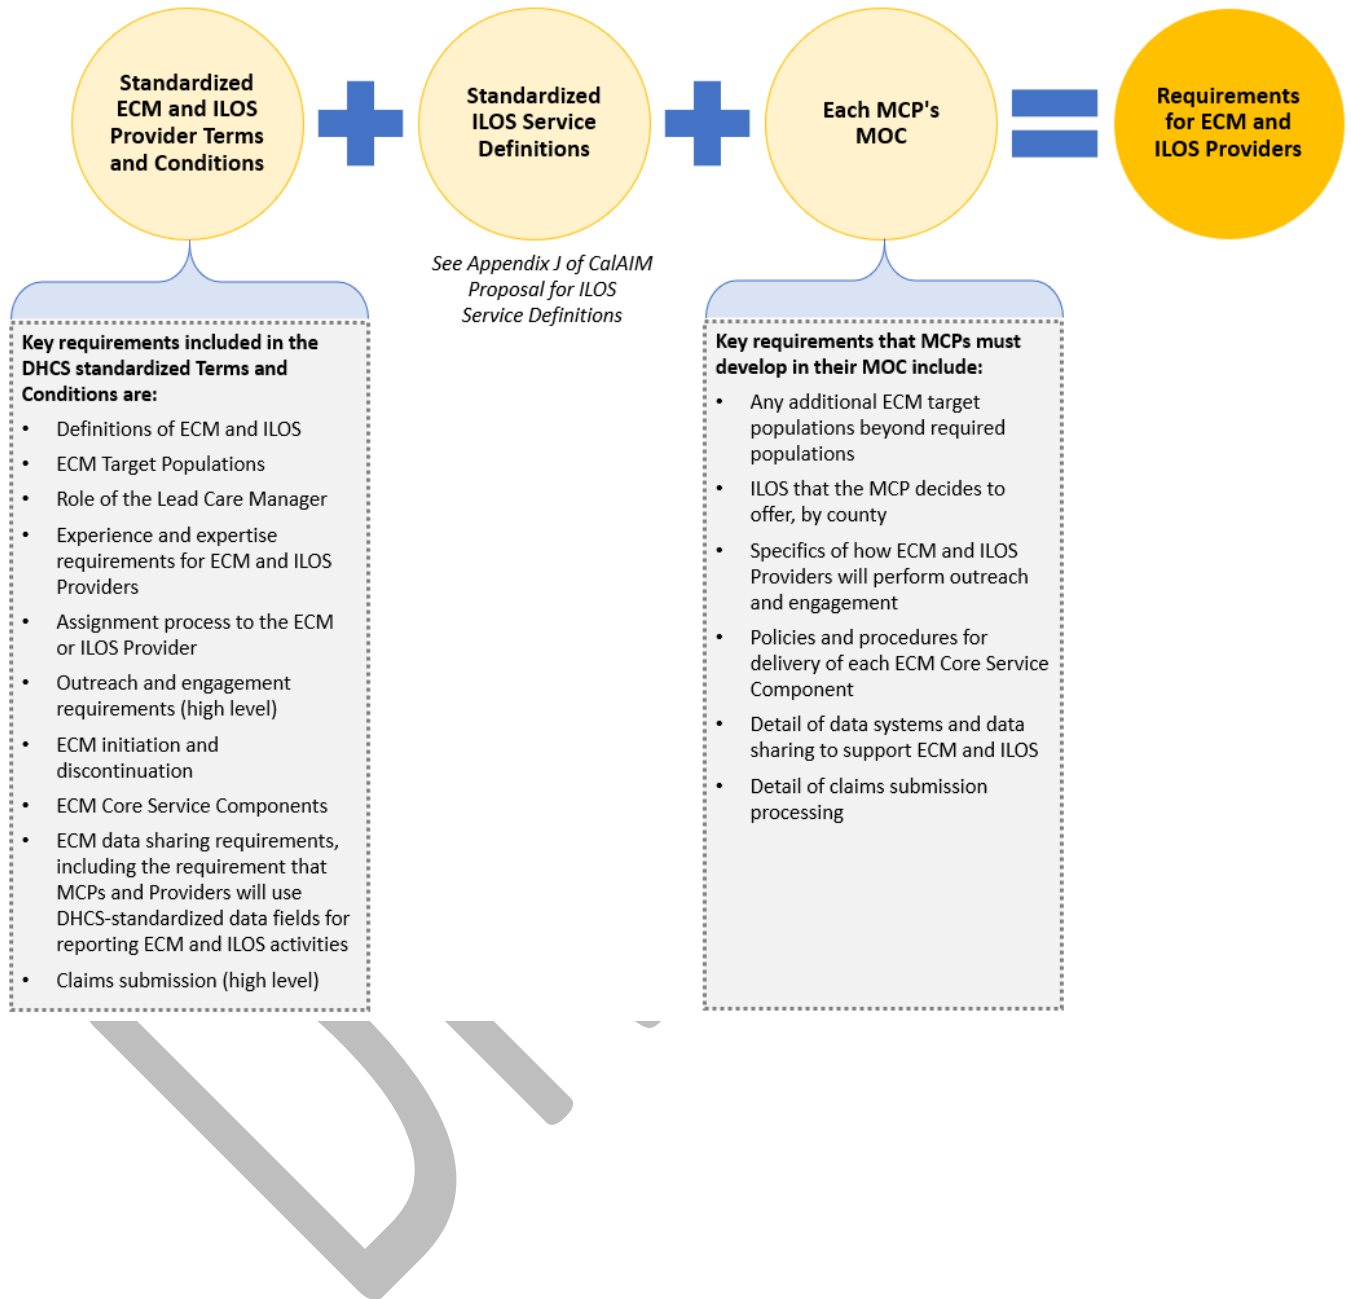 Standardized
ECM and ILOS
Provider Terms
and Conditions
Standardized
ILOS Service
Definitions
Each MCP's
MOC
Requirements
for ECM and
ILOS Providers
See Appendix J of CalAIM
Proposal for ILOS
Service Definitions
Key requirements included in the
DHCS standardized Terms and
Conditions are:
• Definitions of ECM and ILOS
• ECM Target Populations
• Role of the Lead Care Manager
• Experience and expertise
requirements for ECM and ILOS
Providers
• Assignment process to the ECM
or ILOS Provider
• Outreach and engagement
requirements (high level)
• ECM initiation and
discontinuation
• ECM Core Service Components
• ECM data sharing requirements,
including the requirement that
MCPs and Providers will use
DHCS-standardized data fields for
reporting ECM and ILOS activities
• Claims submission (high level)
Key requirements that MCPs must
develop in their MOC include:
• Any additional ECM target
populations beyond required
populations
• ILOS that the MCP decides to
offer, by county
• Specifics of how ECM and ILOS
Providers will perform outreach
and engagement
• Policies and procedures for
delivery of each ECM Core Service
Component
• Detail of data systems and data
sharing to support ECM and ILOS
• Detail of claims submission
processing